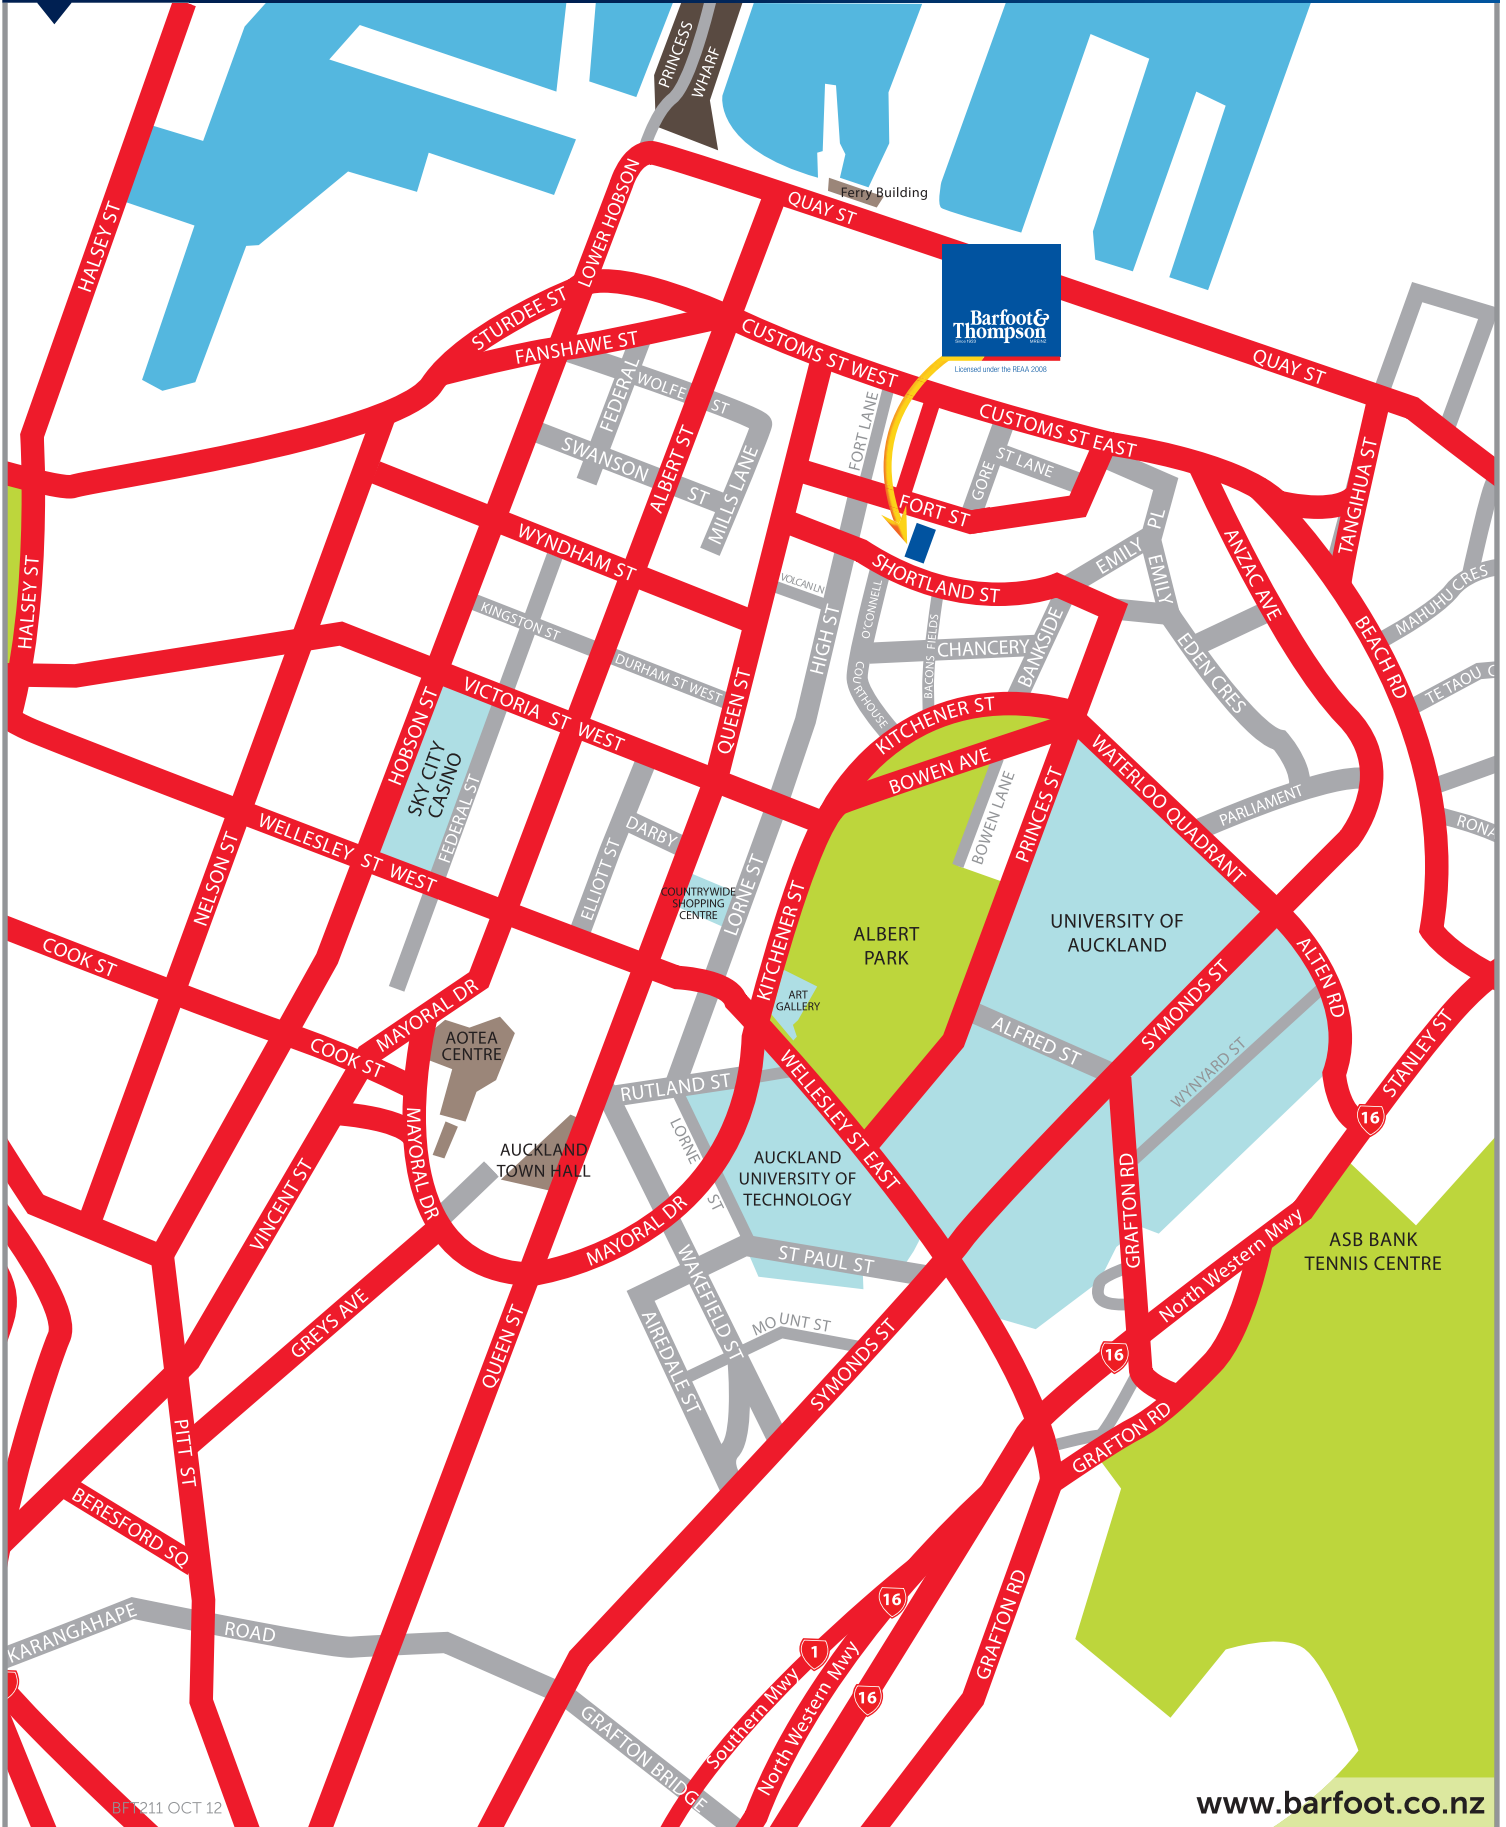 PRINCESS
WHARF
Ferry Building
QUAY ST
LOWER HOBSON
HALSEY ST
Barfoot&
Thompson
Since 1923
MREINZ
Licensed under the REAA 2008
STURDEE ST
FANSHAWE ST
CUSTOMS ST WEST
QUAY ST
FEDERAL
WOLFE ST
FORT LANE
CUSTOMS ST EAST
SWANSON ST
ALBERT ST
MILLS LANE
GORE
ST LANE
TANGIHUA ST
FORT ST
WYNDHAM ST
SHORTLAND ST
EMILY
PL
EMILY
ANZAC AVE
HALSEY ST
VOLCAN LN
KINGSTON ST
O'CONNELL
HIGH ST
BACONS FIELDS
CHANCERY
BANKSIDE
MAHUHU CRES
BEACH RD
DURHAM ST WEST
COURTHOUSE
EDEN CRES
TE TAOU C
VICTORIA ST WEST
QUEEN ST
KITCHENER ST
HOBSON ST
SKY CITY
CASINO
BOWEN AVE
WATERLOO QUADRANT
BOWEN LANE
PRINCES ST
PARLIAMENT
RONA
FEDERAL ST
DARBY
WELLESLEY ST WEST
NELSON ST
ELLIOTT ST
COUNTRYWIDE
SHOPPING
CENTRE
LORNE ST
KITCHENER ST
ALBERT
PARK
UNIVERSITY OF
AUCKLAND
COOK ST
ART
GALLERY
ALTEN RD
SYMONDS ST
MAYORAL DR
AOTEA
CENTRE
COOK ST
ALFRED ST
WYNYARD ST
STANLEY ST
RUTLAND ST
WELLESLEY ST EAST
16
MAYORAL DR
LORNE ST
AUCKLAND
TOWN HALL
AUCKLAND
UNIVERSITY OF
TECHNOLOGY
VINCENT ST
GRAFTON RD
MAYORAL DR
WAKEFIELD ST
ST PAUL ST
ASB BANK
TENNIS CENTRE
North Western Mwy
GREYS AVE
QUEEN ST
AIREDALE ST
MOUNT ST
SYMONDS ST
16
GRAFTON RD
PITT ST
BERESFORD SQ
KARANGAHAPE
ROAD
16
1
GRAFTON RD
Southern Mwy
North Western Mwy
16
GRAFTON BRIDGE
BFT211 OCT 12
www.barfoot.co.nz